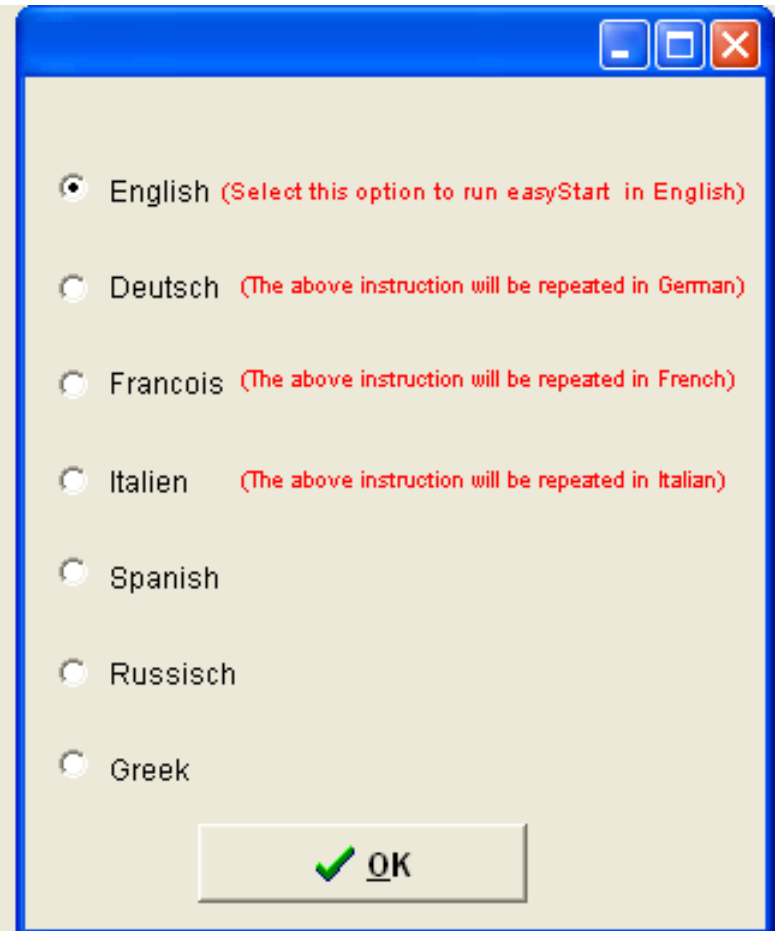 English (Select this option to run easyStart in English)
Deutsch (The above instruction will be repeated in German)
Francois (The above instruction will be repeated in French)
Italien (The above instruction will be repeated in Italian)
Spanish
Russisch
Greek
OK